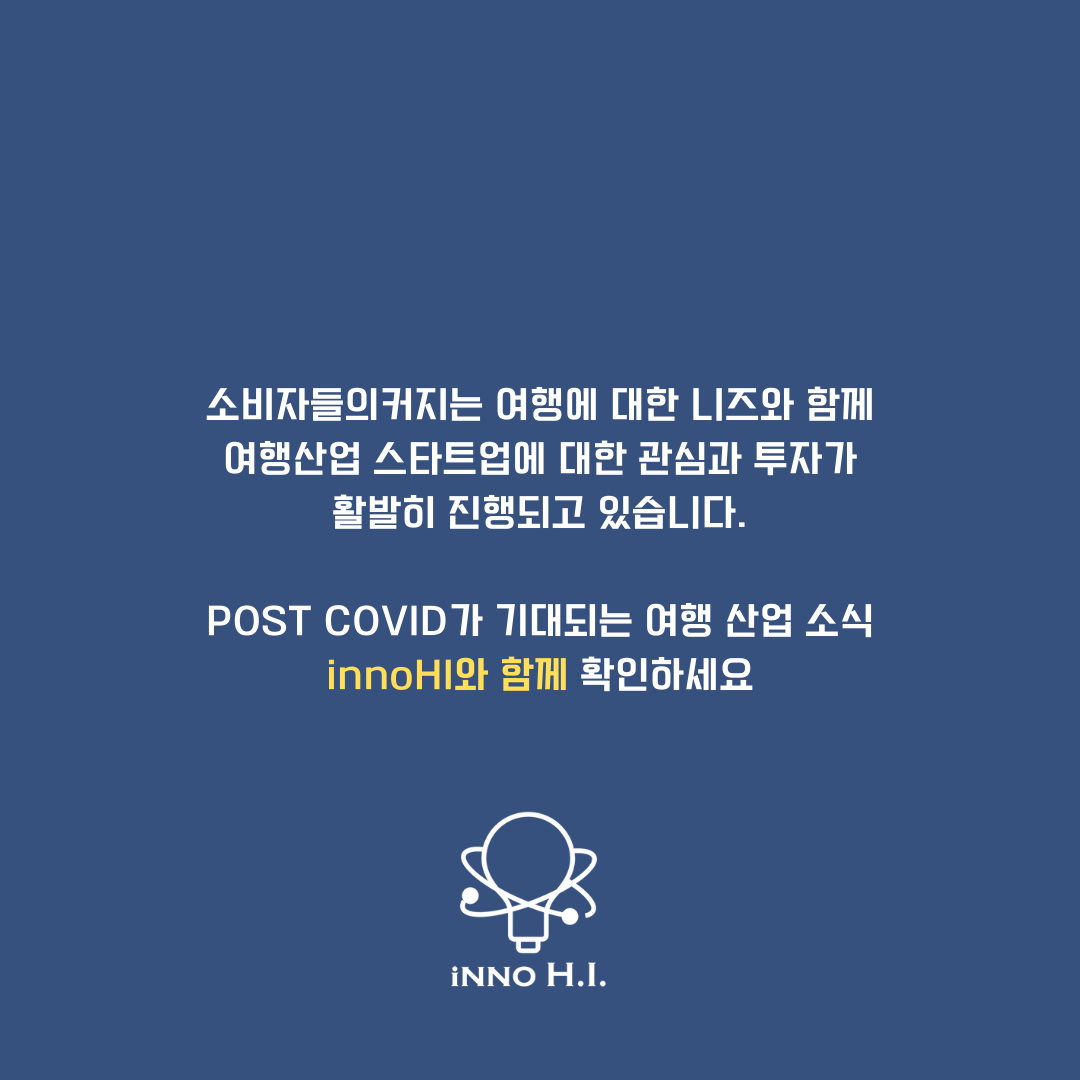 소비자들의커지는 여행에 대한 니즈와 함께
여행산업 스타트업에 대한 관심과 투자가
활발히 진행되고 있습니다.
POST COVID가 기대되는 여행 산업 소식
innoHI와 함께 확인하세요
iNNO H.I.